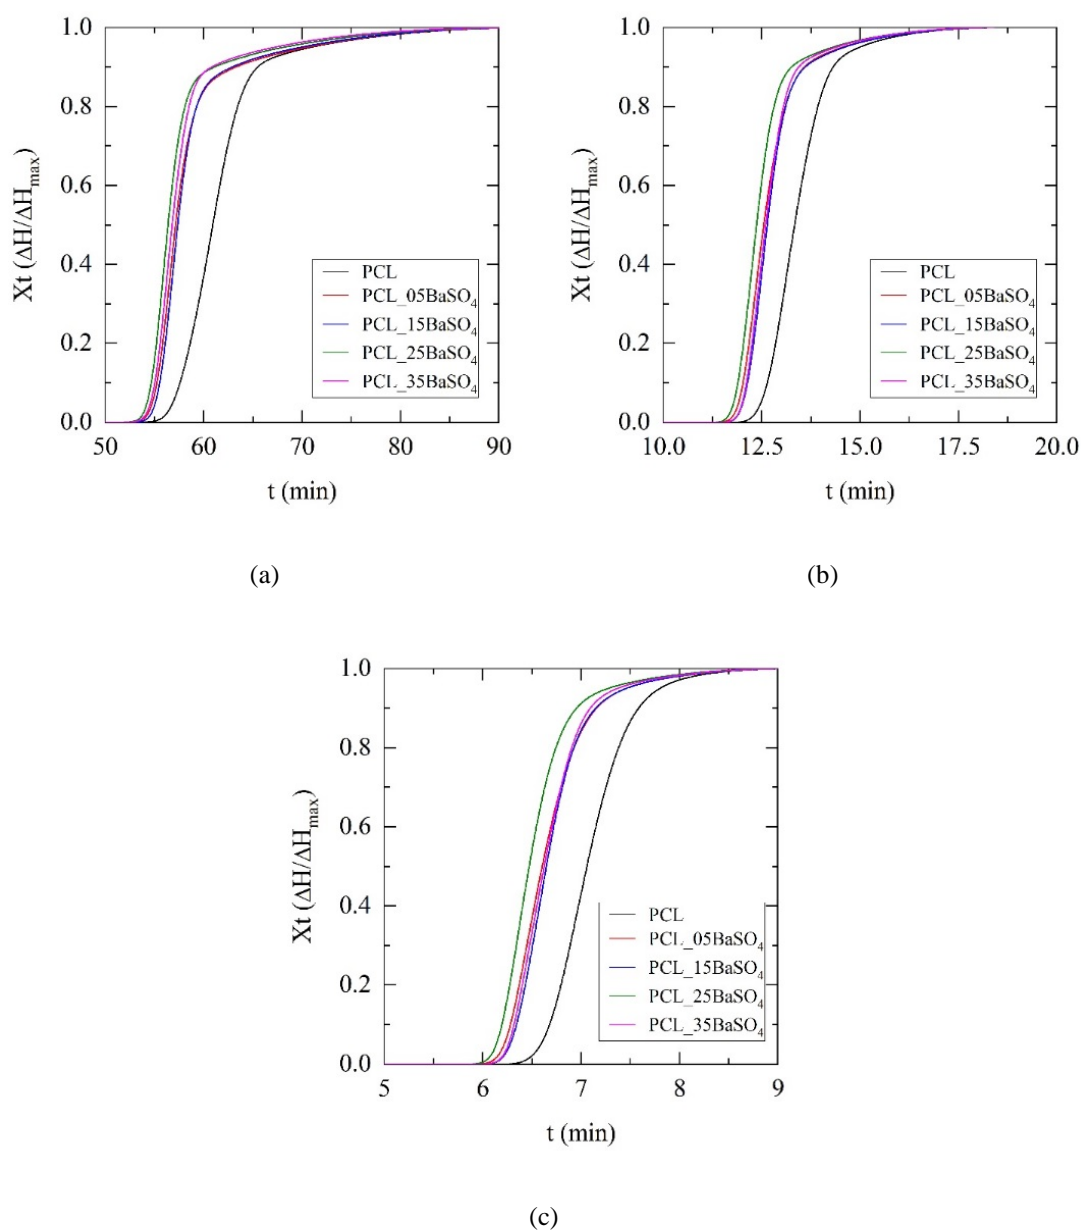 1.0
0.8
0.6
0.4
0.2
0.0
Xt (ΔH/ΔHmax)
PCL
PCL_05BaSO4
PCL_15BaSO4
PCL_25BaSO4
PCL_35BaSO4
50 60 70 80 90
t (min)
(a)
1.0
0.8
0.6
0.4
0.2
0.0
Xt (ΔH/ΔHmax)
PCL
PCL_05BaSO4
PCL_15BaSO4
PCL_25BaSO4
PCL_35BaSO4
10.0 12.5 15.0 17.5 20.0
t (min)
(b)
1.0
0.8
0.6
0.4
0.2
0.0
Xt (ΔH/ΔHmax)
PCL
PCL_05BaSO4
PCL_15BaSO4
PCL_25BaSO4
PCL_35BaSO4
5 6 7 8 9
t (min)
(c)